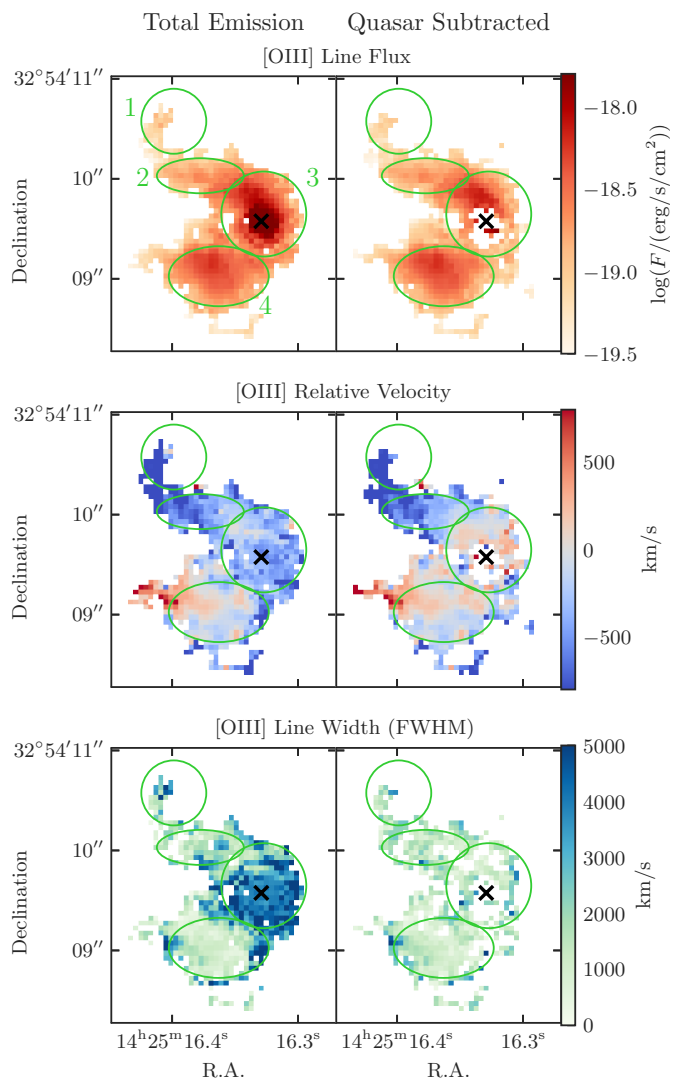 Total Emission Quasar Subtracted
[OIII] Line Flux
32°54′11″
10″
09″
Declination
1
2
3
4
−18.0
−18.5
−19.0
−19.5
log(F/(erg/s/cm²))
[OIII] Relative Velocity
32°54′11″
10″
09″
Declination
500
0
−500
km/s
[OIII] Line Width (FWHM)
32°54′11″
10″
09″
Declination
5000
4000
3000
2000
1000
0
km/s
14ʰ25ᵐ16.4ˢ 16.3ˢ 16.3ˢ
R.A. R.A.